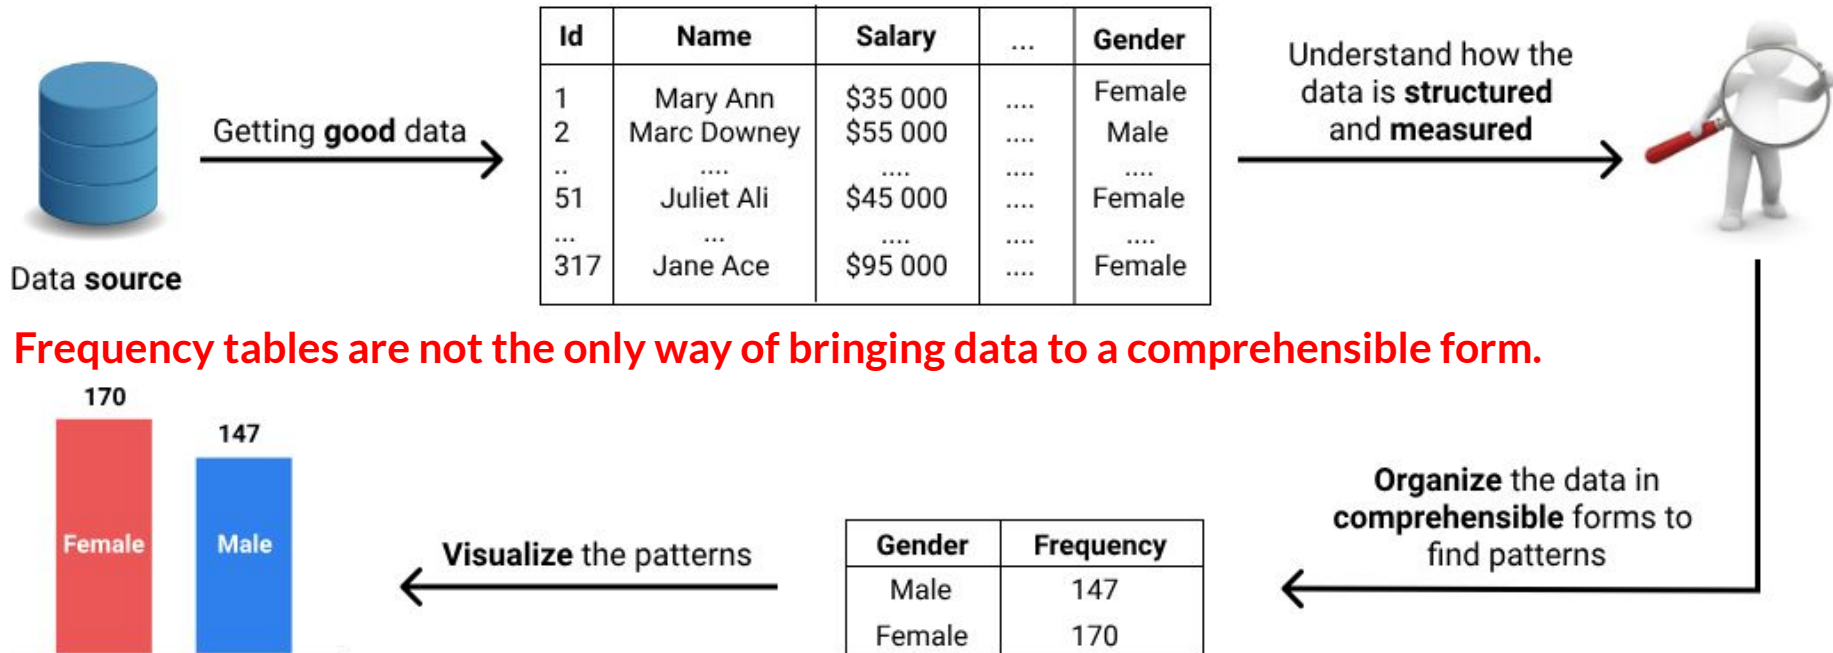 Data source
Getting good data
Id Name Salary ... Gender
1 Mary Ann $35 000 .... Female
2 Marc Downey $55 000 .... Male
.. .... .... .... ....
51 Juliet Ali $45 000 .... Female
... ... .... .... ....
317 Jane Ace $95 000 .... Female
Understand how the
data is structured
and measured
Frequency tables are not the only way of bringing data to a comprehensible form.
Organize the data in
comprehensible forms to
find patterns
Gender Frequency
Male 147
Female 170
Visualize the patterns
170
147
Female
Male